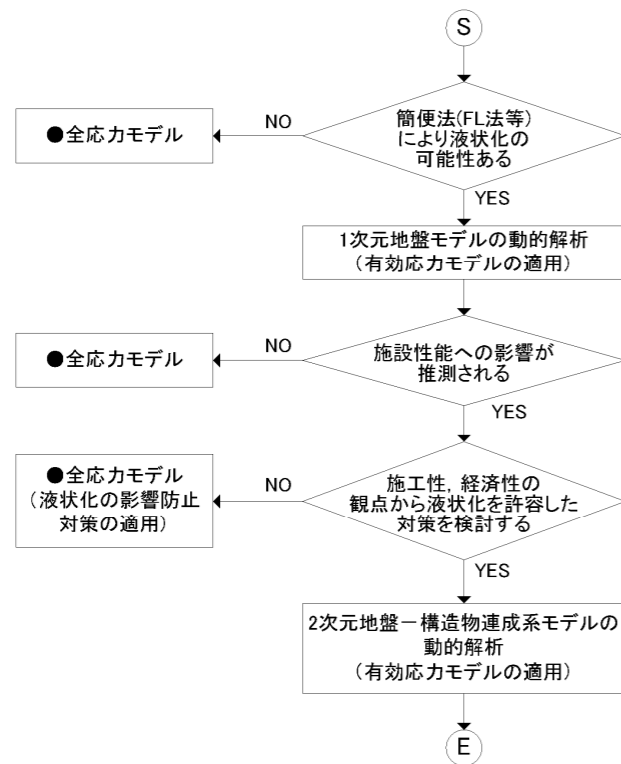 S
簡便法(FL法等)
により液状化の
可能性ある
NO
●全応力モデル
YES
1次元地盤モデルの動的解析
（有効応力モデルの適用）
施設性能への影響が
推測される
NO
●全応力モデル
YES
施工性，経済性の
観点から液状化を許容した
対策を検討する
NO
●全応力モデル
（液状化の影響防止
対策の適用）
YES
2次元地盤－構造物連成系モデルの
動的解析
（有効応力モデルの適用）
E